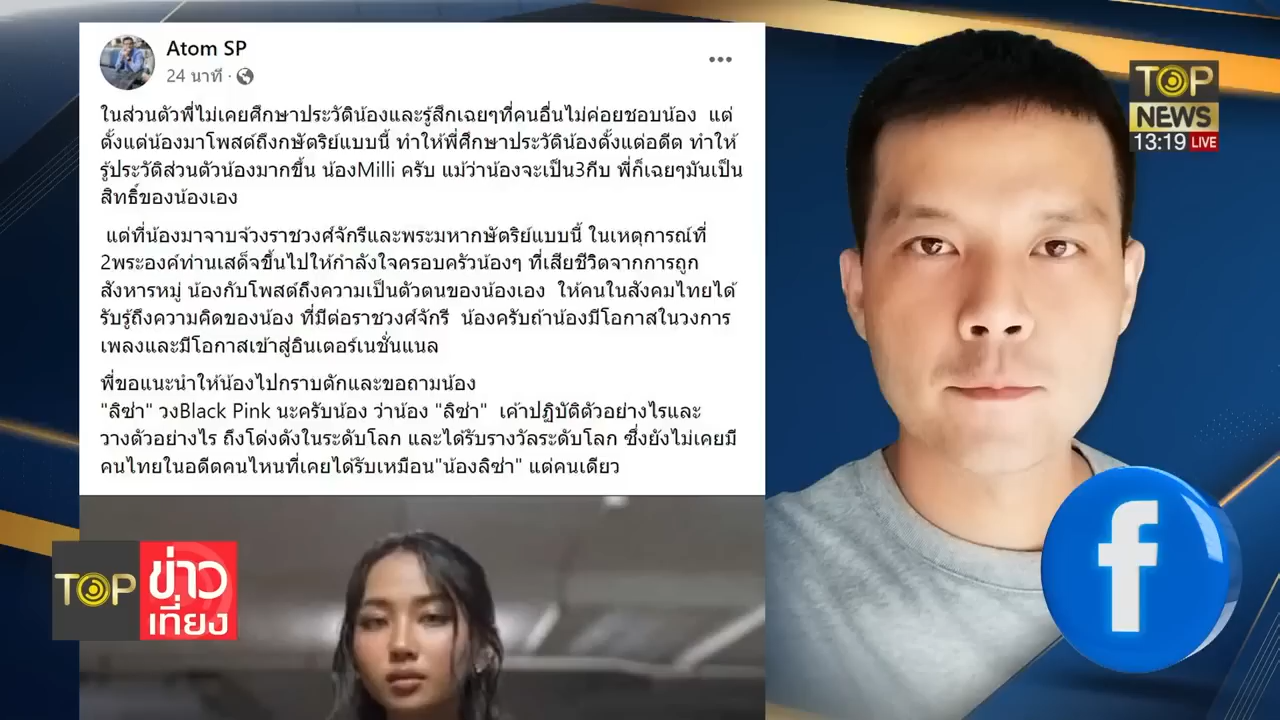 Atom SP
24 นาที ·
ในส่วนตัวพี่ไม่เคยศึกษาประวัติน้องและรู้สึกเฉยๆที่คนอื่นไม่ค่อยชอบน้อง แต่
ตั้งแต่น้องมาโพสต์ถึงกษัตริย์แบบนี้ ทำให้พี่ศึกษาประวัติน้องตั้งแต่อดีต ทำให้
รู้ประวัติส่วนตัวน้องมากขึ้น น้องMilli ครับ แม้ว่าน้องจะเป็น3กีบ พี่ก็เฉยๆมันเป็น
สิทธิ์ของน้องเอง
แต่ที่น้องมาจาบจ้วงราชวงศ์จักรีและพระมหากษัตริย์แบบนี้ ในเหตุการณ์ที่
2พระองค์ท่านเสด็จขึ้นไปให้กำลังใจครอบครัวน้องๆ ที่เสียชีวิตจากการถูก
สังหารหมู่ น้องกับโพสต์ถึงความเป็นตัวตนของน้องเอง ให้คนในสังคมไทยได้
รับรู้ถึงความคิดของน้อง ที่มีต่อราชวงศ์จักรี น้องครับถ้าน้องมีโอกาสในวงการ
เพลงและมีโอกาสเข้าสู่อินเตอร์เนชั่นแนล
พี่ขอแนะนำให้น้องไปกราบตักและขอถามน้อง
"ลิซ่า" วงBlack Pink นะครับน้อง ว่าน้อง "ลิซ่า" เค้าปฏิบัติตัวอย่างไรและ
วางตัวอย่างไร ถึงโด่งดังในระดับโลก และได้รับรางวัลระดับโลก ซึ่งยังไม่เคยมี
คนไทยในอดีตคนไหนที่เคยได้รับเหมือน"น้องลิซ่า" แต่คนเดียว
TOP
NEWS
13:19 LIVE
TOP ข่าว
เที่ยง
f